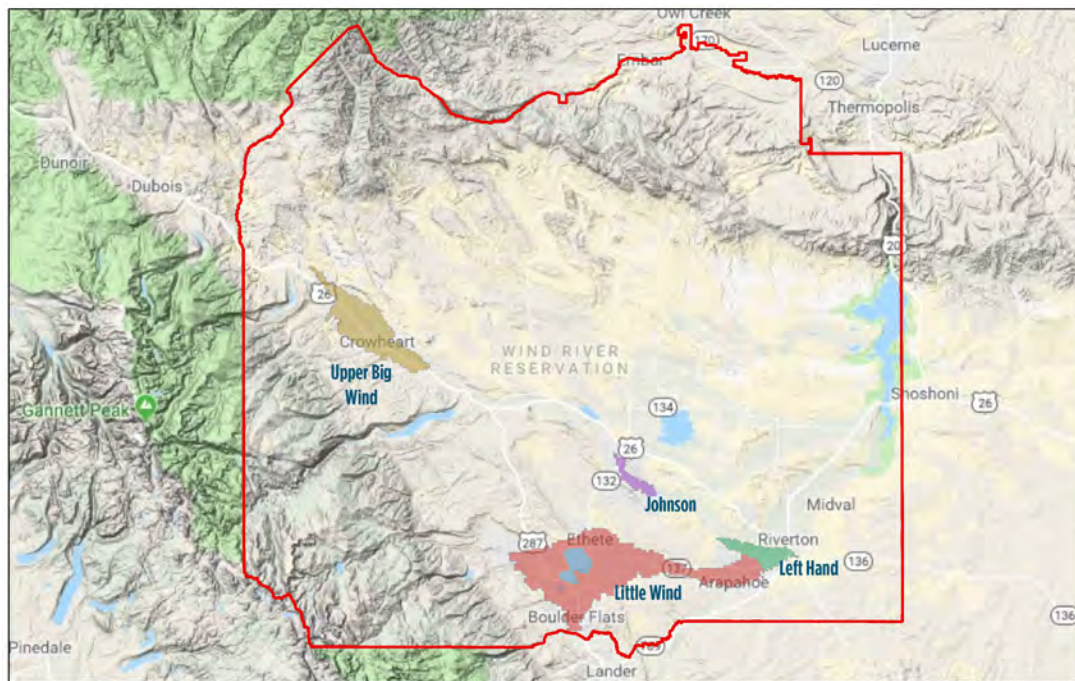 Owl Creek
170
Embar
Lucerne
120
Thermopolis
Dunoir
Dubois
20
26
Crowheart
WIND RIVER
RESERVATION
Upper Big
Wind
Shoshoni
26
Gannett Peak
134
26
132
Johnson
Midval
287
Ethete
Riverton
136
Left Hand
137
Arapahoe
Little Wind
Boulder Flats
136
Pinedale
Lander